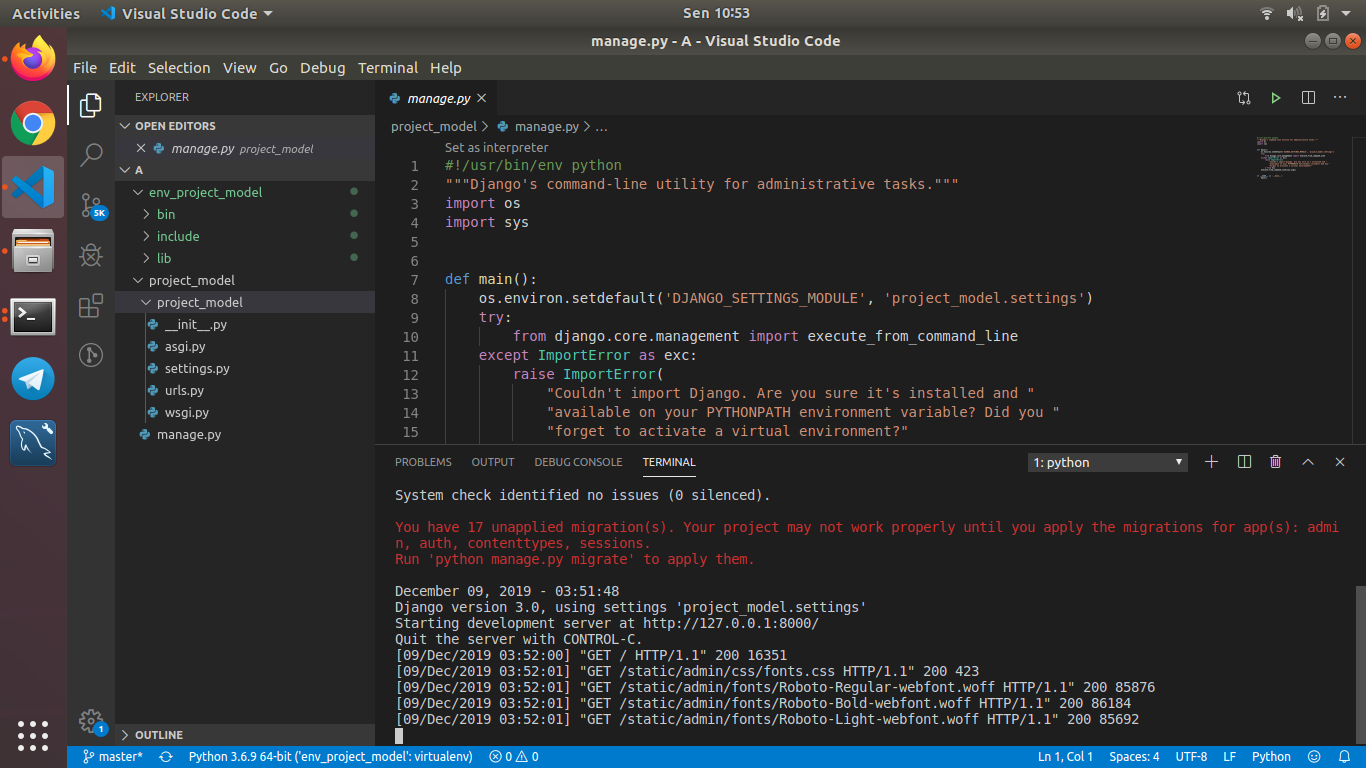 Activities
Visual Studio Code
Sen 10:53
manage.py - A - Visual Studio Code
File Edit Selection View Go Debug Terminal Help
EXPLORER
OPEN EDITORS
manage.py project_model
A
env_project_model
bin
include
lib
project_model
project_model
__init__.py
asgi.py
settings.py
urls.py
wsgi.py
manage.py
OUTLINE
5K
1
manage.py
project_model > manage.py > ...
Set as interpreter
1 #!/usr/bin/env python
2 """Django's command-line utility for administrative tasks."""
3 import os
4 import sys
5
6
7 def main():
8 os.environ.setdefault('DJANGO_SETTINGS_MODULE', 'project_model.settings')
9 try:
10 from django.core.management import execute_from_command_line
11 except ImportError as exc:
12 raise ImportError(
13 "Couldn't import Django. Are you sure it's installed and "
14 "available on your PYTHONPATH environment variable? Did you "
15 "forget to activate a virtual environment?"
PROBLEMS OUTPUT DEBUG CONSOLE TERMINAL
1: python
System check identified no issues (0 silenced).
You have 17 unapplied migration(s). Your project may not work properly until you apply the migrations for app(s): admi
n, auth, contenttypes, sessions.
Run 'python manage.py migrate' to apply them.
December 09, 2019 - 03:51:48
Django version 3.0, using settings 'project_model.settings'
Starting development server at http://127.0.0.1:8000/
Quit the server with CONTROL-C.
[09/Dec/2019 03:52:00] "GET / HTTP/1.1" 200 16351
[09/Dec/2019 03:52:01] "GET /static/admin/css/fonts.css HTTP/1.1" 200 423
[09/Dec/2019 03:52:01] "GET /static/admin/fonts/Roboto-Regular-webfont.woff HTTP/1.1" 200 85876
[09/Dec/2019 03:52:01] "GET /static/admin/fonts/Roboto-Bold-webfont.woff HTTP/1.1" 200 86184
[09/Dec/2019 03:52:01] "GET /static/admin/fonts/Roboto-Light-webfont.woff HTTP/1.1" 200 85692
master* Python 3.6.9 64-bit ('env_project_model': virtualenv) 0 0 Ln 1, Col 1 Spaces: 4 UTF-8 LF Python